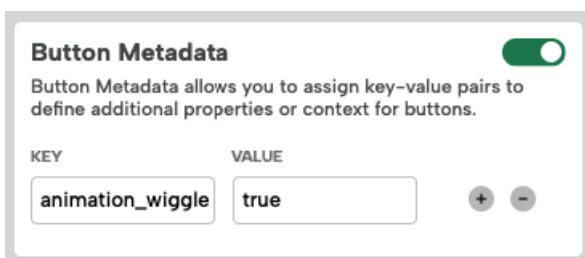 Button Metadata
Button Metadata allows you to assign key-value pairs to
define additional properties or context for buttons.
KEY VALUE
animation_wiggle true + -